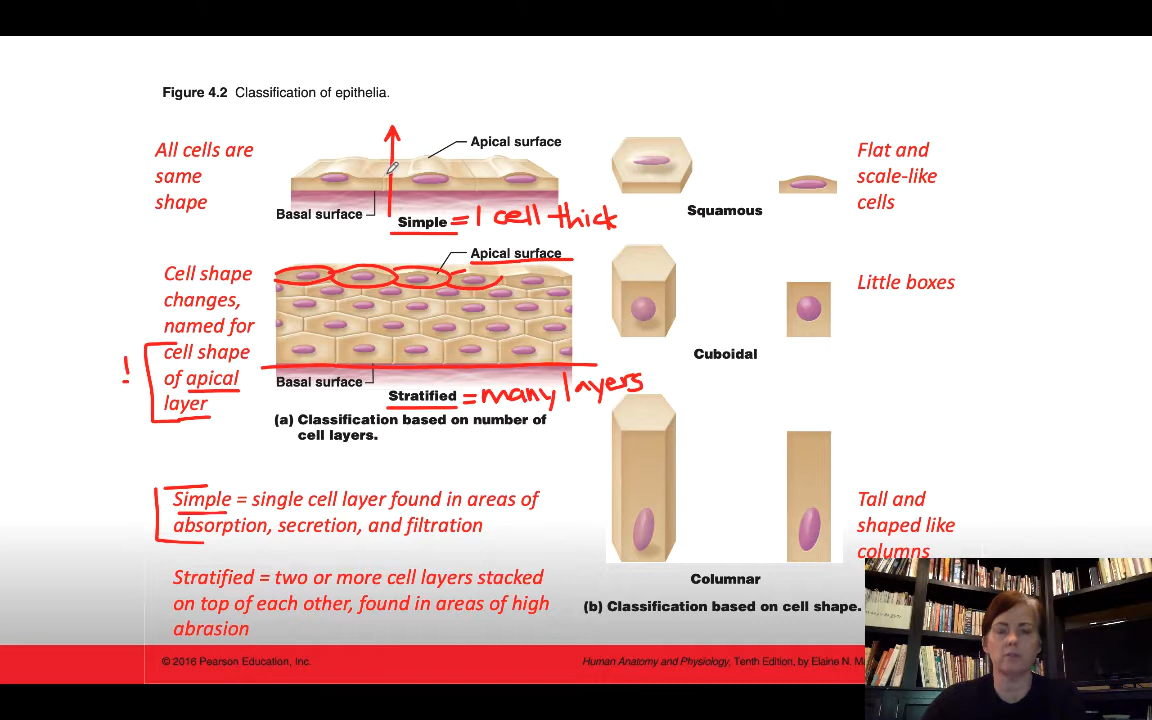 Figure 4.2 Classification of epithelia.
All cells are
same
shape
Apical surface
Basal surface
Simple = 1 cell thick
Squamous
Flat and
scale-like
cells
Apical surface
Cell shape
changes,
named for
! cell shape
of apical
layer
Basal surface
Stratified = many layers
(a) Classification based on number of
cell layers.
Cuboidal
Little boxes
Simple = single cell layer found in areas of
absorption, secretion, and filtration
Stratified = two or more cell layers stacked
on top of each other, found in areas of high
abrasion
Tall and
shaped like
columns
Columnar
(b) Classification based on cell shape.
© 2016 Pearson Education, Inc.
Human Anatomy and Physiology, Tenth Edition, by Elaine N.